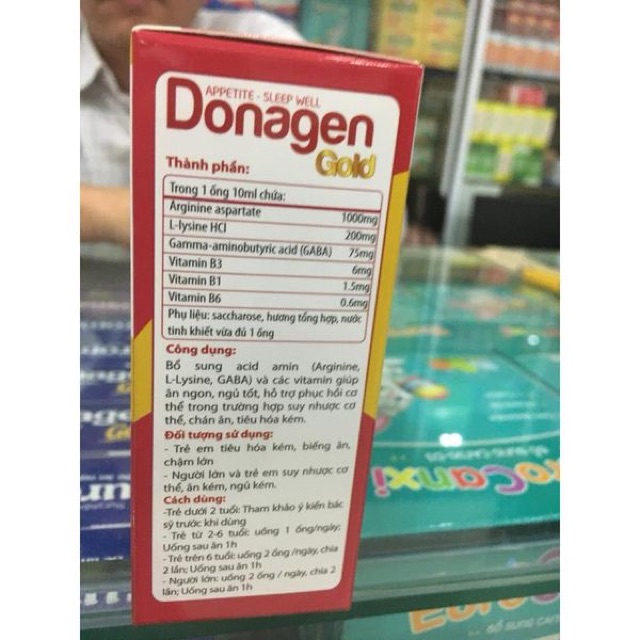 APPETITE - SLEEP WELL
Donagen
Gold
Thành phần:
Trong 1 ống 10ml chứa:
Arginine aspartate 1000mg
L-lysine HCl 200mg
Gamma-aminobutyric acid (GABA) 75mg
Vitamin B3 6mg
Vitamin B1 1.5mg
Vitamin B6 0.6mg
Phụ liệu: saccharose, hương tổng hợp, nước
tinh khiết vừa đủ 1 ống
Công dụng:
Bổ sung acid amin (Arginine,
L-Lysine, GABA) và các vitamin giúp
ăn ngon, ngủ tốt, hỗ trợ phục hồi cơ
thể trong trường hợp suy nhược cơ
thể, chán ăn, tiêu hóa kém.
Đối tượng sử dụng:
- Trẻ em tiêu hóa kém, biếng ăn,
chậm lớn
- Người lớn và trẻ em suy nhược cơ
thể, ăn kém, ngủ kém.
Cách dùng:
-Trẻ dưới 2 tuổi: Tham khảo ý kiến bác
sỹ trước khi dùng
- Trẻ từ 2-6 tuổi: uống 1 ống/ngày;
Uống sau ăn 1h
- Trẻ trên 6 tuổi: uống 2 ống /ngày, chia
2 lần; Uống sau ăn 1h
- Người lớn: uống 2 ống / ngày, chia 2
lần; Uống sau ăn 1h
Gold